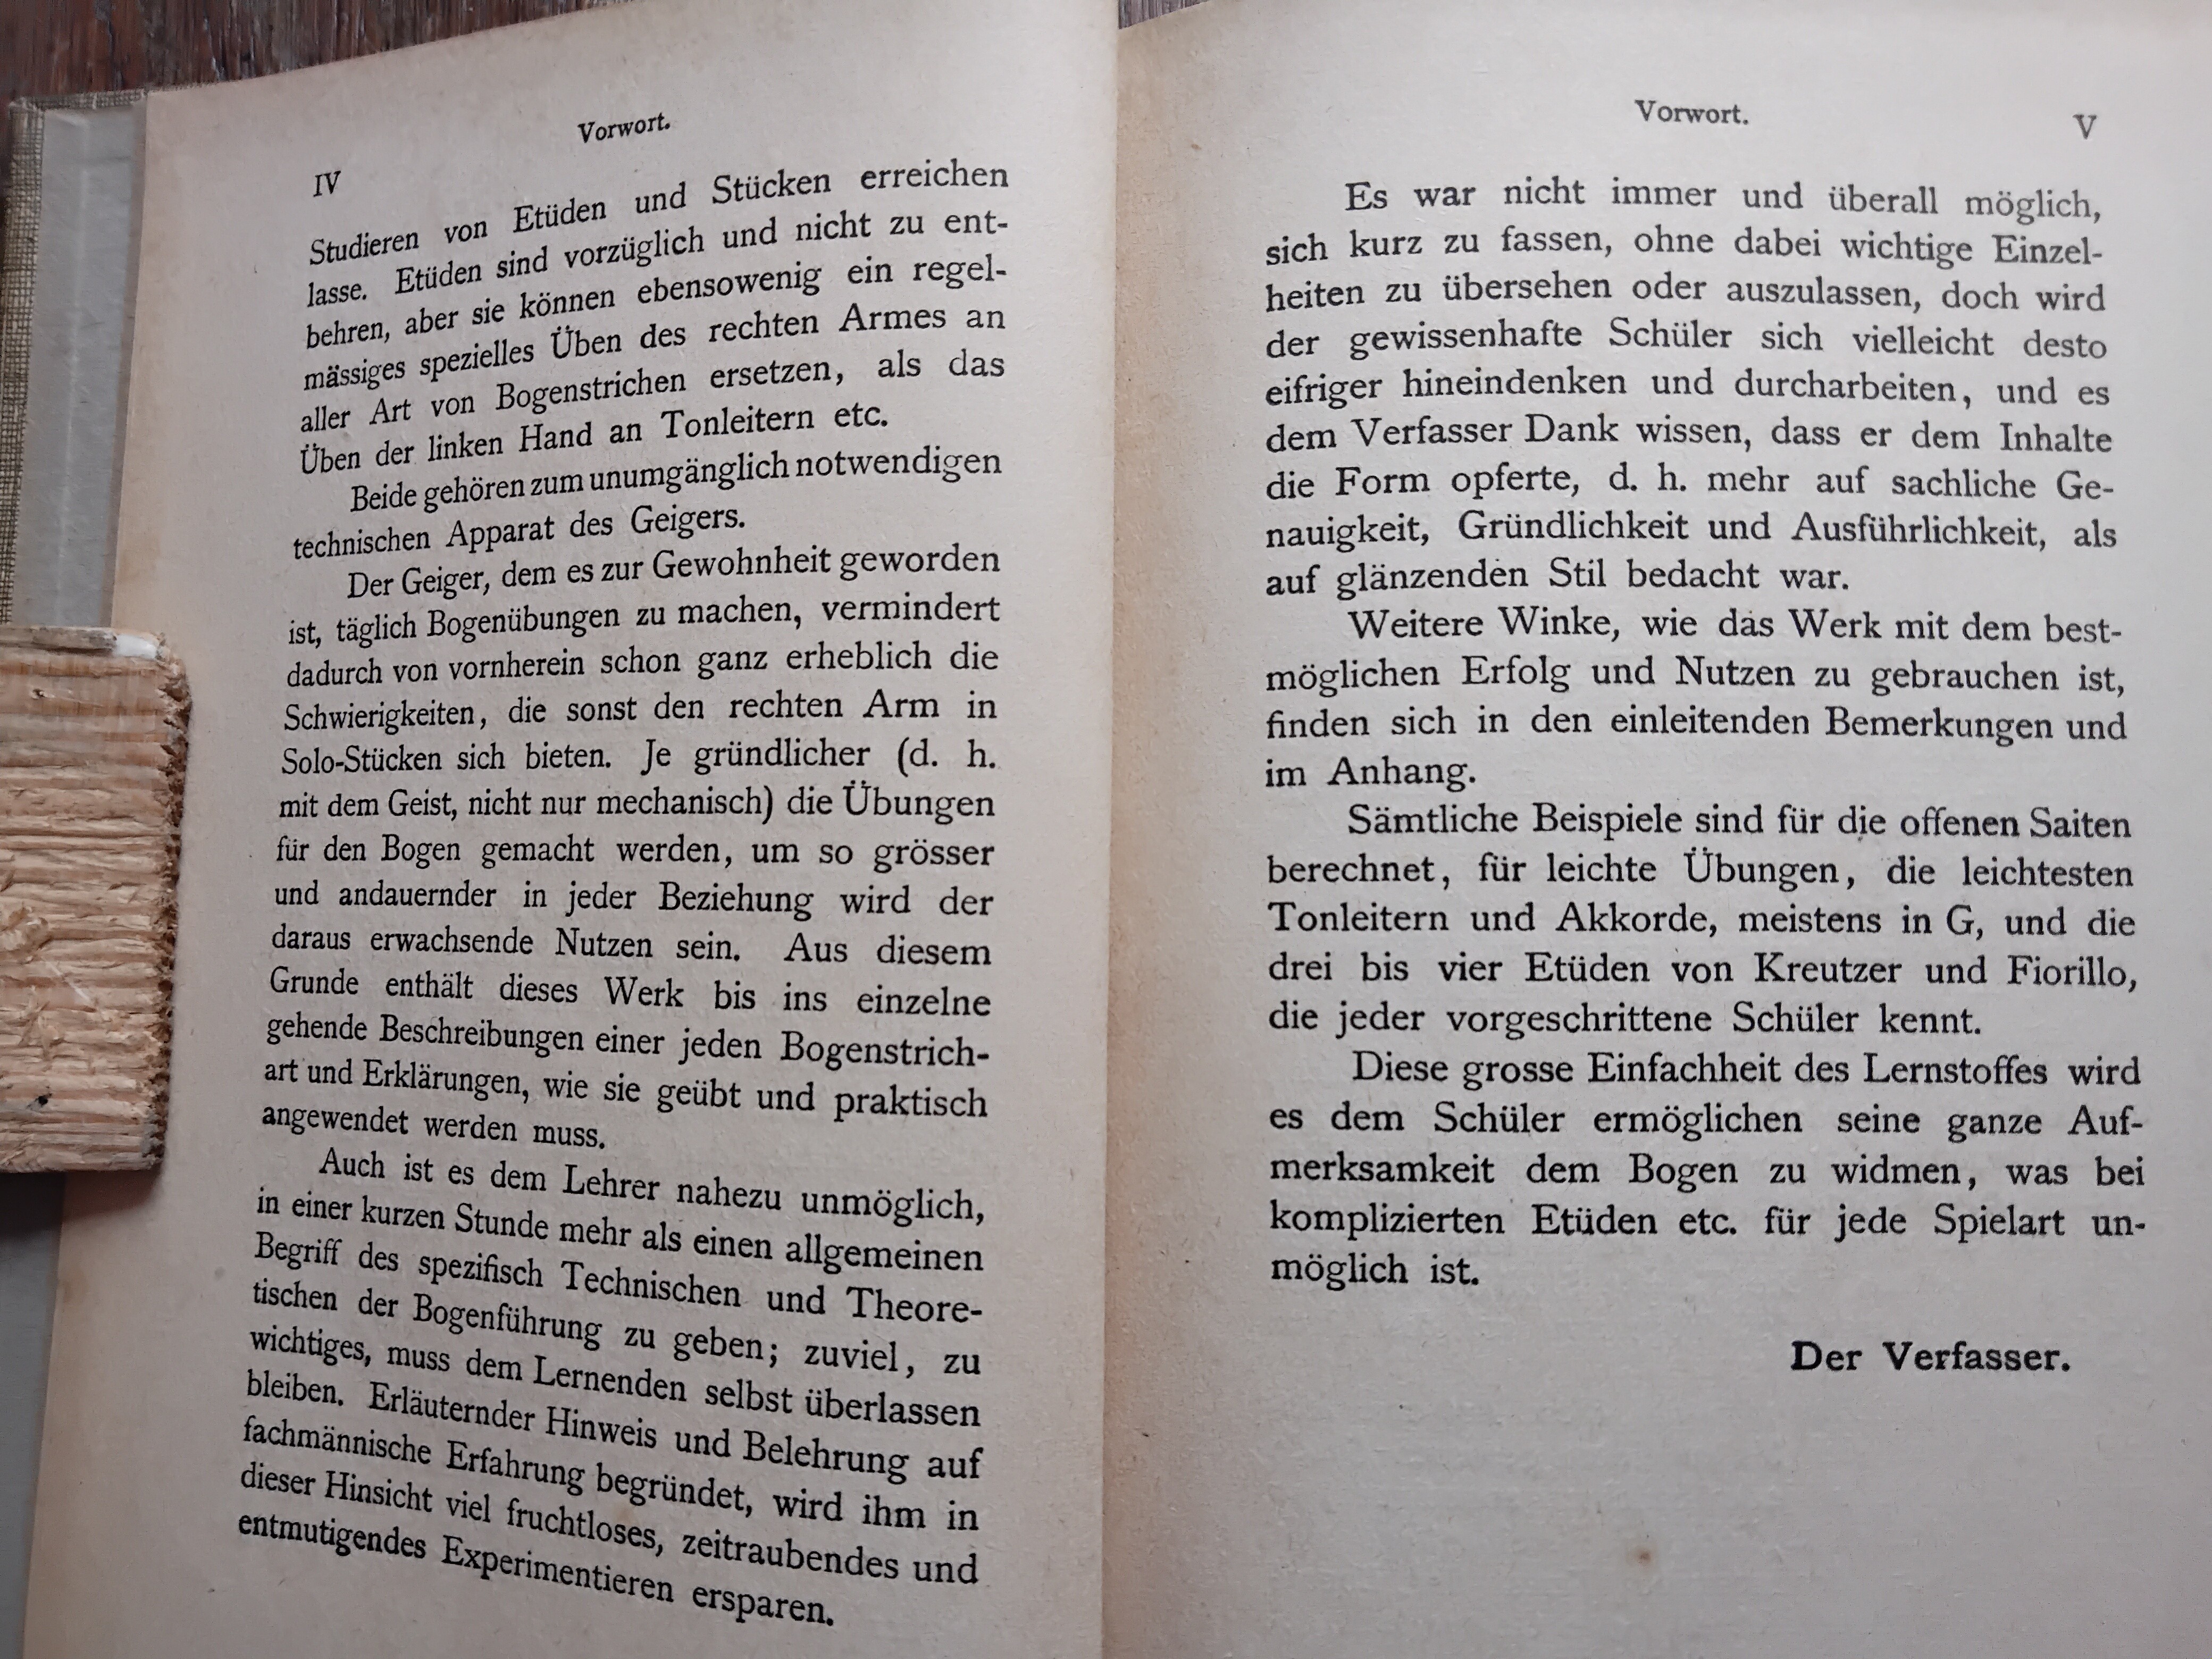 Vorwort.
IV
Studieren von Etüden und Stücken erreichen
lasse. Etüden sind vorzüglich und nicht zu ent-
behren, aber sie können ebensowenig ein regel-
mässiges spezielles Üben des rechten Armes an
aller Art von Bogenstrichen ersetzen, als das
Üben der linken Hand an Tonleitern etc.
Beide gehören zum unumgänglich notwendigen
technischen Apparat des Geigers.
Der Geiger, dem es zur Gewohnheit geworden
ist, täglich Bogenübungen zu machen, vermindert
dadurch von vornherein schon ganz erheblich die
Schwierigkeiten, die sonst den rechten Arm in
Solo-Stücken sich bieten. Je gründlicher (d. h.
mit dem Geist, nicht nur mechanisch) die Übungen
für den Bogen gemacht werden, um so grösser
und andauernder in jeder Beziehung wird der
daraus erwachsende Nutzen sein. Aus diesem
Grunde enthält dieses Werk bis ins einzelne
gehende Beschreibungen einer jeden Bogenstrich-
art und Erklärungen, wie sie geübt und praktisch
angewendet werden muss.
Auch ist es dem Lehrer nahezu unmöglich,
in einer kurzen Stunde mehr als einen allgemeinen
Begriff des spezifisch Technischen und Theore-
tischen der Bogenführung zu geben; zuviel, zu
wichtiges, muss dem Lernenden selbst überlassen
bleiben. Erläuternder Hinweis und Belehrung auf
fachmännische Erfahrung begründet, wird ihm in
dieser Hinsicht viel fruchtloses, zeitraubendes und
entmutigendes Experimentieren ersparen.
Vorwort.
V
Es war nicht immer und überall möglich,
sich kurz zu fassen, ohne dabei wichtige Einzel-
heiten zu übersehen oder auszulassen, doch wird
der gewissenhafte Schüler sich vielleicht desto
eifriger hineindenken und durcharbeiten, und es
dem Verfasser Dank wissen, dass er dem Inhalte
die Form opferte, d. h. mehr auf sachliche Ge-
nauigkeit, Gründlichkeit und Ausführlichkeit, als
auf glänzenden Stil bedacht war.
Weitere Winke, wie das Werk mit dem best-
möglichen Erfolg und Nutzen zu gebrauchen ist,
finden sich in den einleitenden Bemerkungen und
im Anhang.
Sämtliche Beispiele sind für die offenen Saiten
berechnet, für leichte Übungen, die leichtesten
Tonleitern und Akkorde, meistens in G, und die
drei bis vier Etüden von Kreutzer und Fiorillo,
die jeder vorgeschrittene Schüler kennt.
Diese grosse Einfachheit des Lernstoffes wird
es dem Schüler ermöglichen seine ganze Auf-
merksamkeit dem Bogen zu widmen, was bei
komplizierten Etüden etc. für jede Spielart un-
möglich ist.
Der Verfasser.